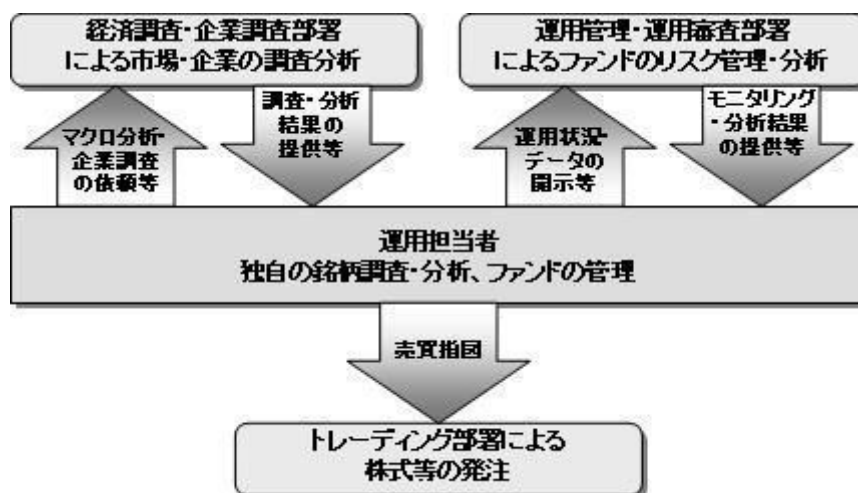 経済調査・企業調査部署
による市場・企業の調査分析
運用管理・運用審査部署
によるファンドのリスク管理・分析
マクロ分析・
企業調査
の依頼等
調査・分析
結果の
提供等
運用状況・
データの
開示等
モニタリング
・分析結果
の提供等
運用担当者
独自の銘柄調査・分析、ファンドの管理
売買指図
トレーディング部署による
株式等の発注